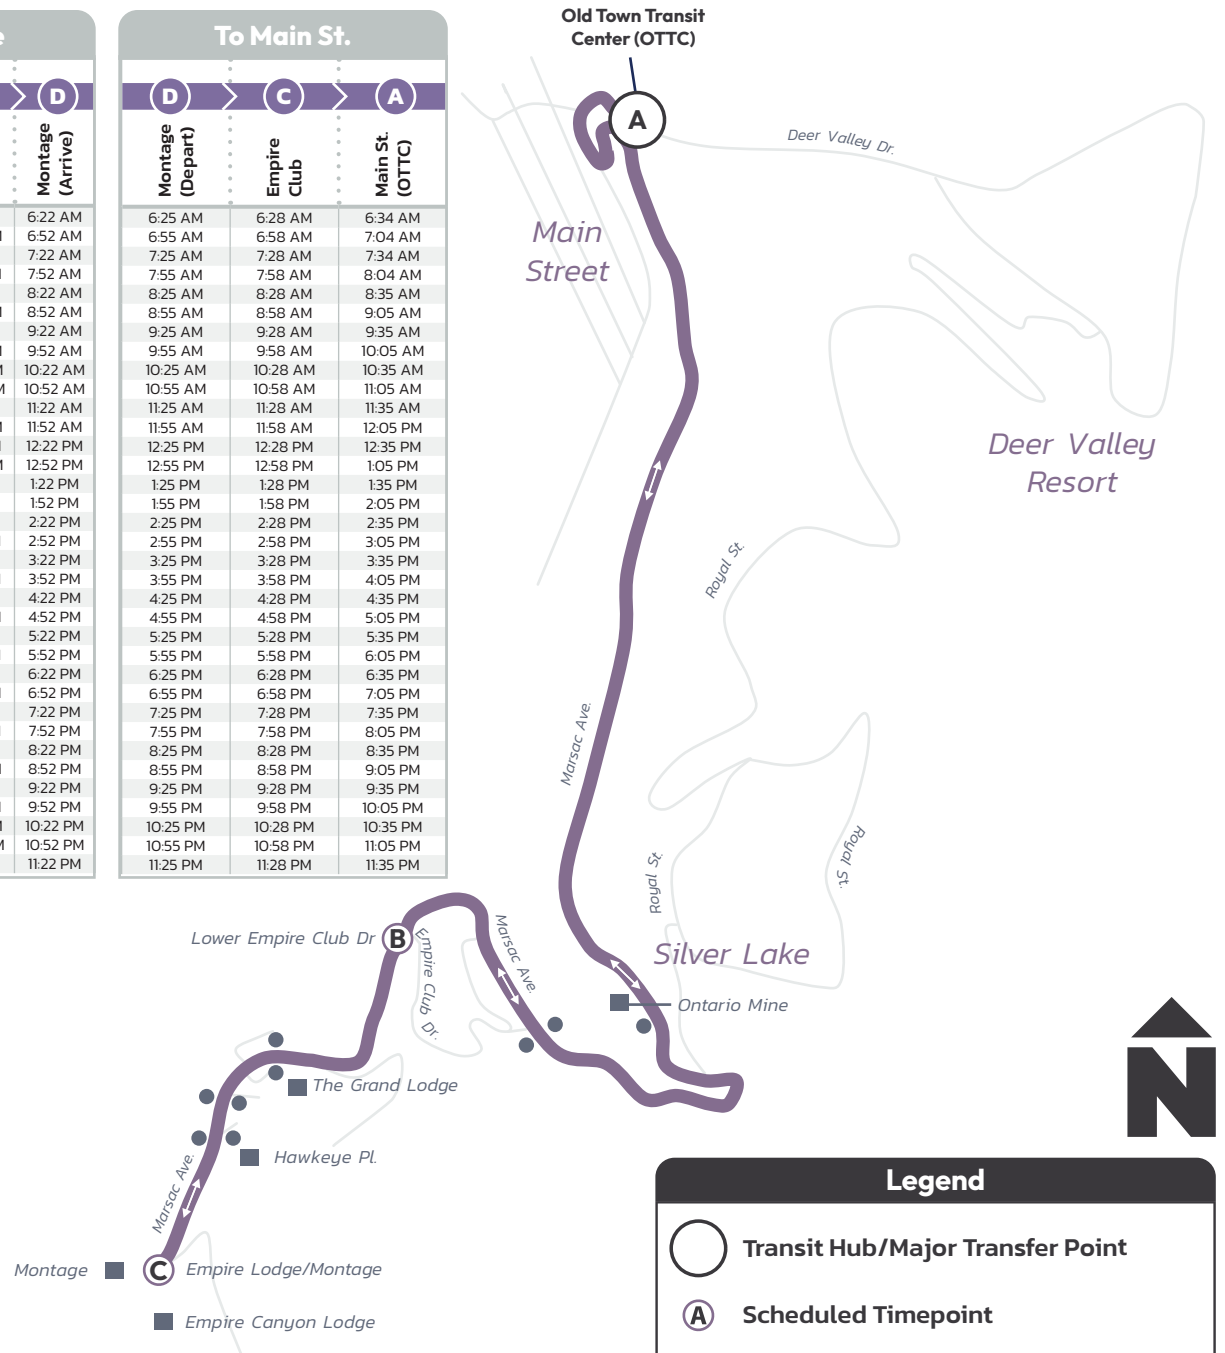 e
D
Montage
(Arrive)
6:22 AM
M 6:52 AM
7:22 AM
7:52 AM
8:22 AM
M 8:52 AM
9:22 AM
M 9:52 AM
M 10:22 AM
M 10:52 AM
11:22 AM
M 11:52 AM
12:22 PM
M 12:52 PM
1:22 PM
1:52 PM
2:22 PM
2:52 PM
3:22 PM
3:52 PM
4:22 PM
4:52 PM
5:22 PM
5:52 PM
6:22 PM
6:52 PM
7:22 PM
7:52 PM
8:22 PM
8:52 PM
9:22 PM
9:52 PM
10:22 PM
M 10:52 PM
11:22 PM
To Main St.
D C A
Montage
(Depart)
Empire
Club
Main St.
(OTTC)
6:25 AM 6:28 AM 6:34 AM
6:55 AM 6:58 AM 7:04 AM
7:25 AM 7:28 AM 7:34 AM
7:55 AM 7:58 AM 8:04 AM
8:25 AM 8:28 AM 8:35 AM
8:55 AM 8:58 AM 9:05 AM
9:25 AM 9:28 AM 9:35 AM
9:55 AM 9:58 AM 10:05 AM
10:25 AM 10:28 AM 10:35 AM
10:55 AM 10:58 AM 11:05 AM
11:25 AM 11:28 AM 11:35 AM
11:55 AM 11:58 AM 12:05 PM
12:25 PM 12:28 PM 12:35 PM
12:55 PM 12:58 PM 1:05 PM
1:25 PM 1:28 PM 1:35 PM
1:55 PM 1:58 PM 2:05 PM
2:25 PM 2:28 PM 2:35 PM
2:55 PM 2:58 PM 3:05 PM
3:25 PM 3:28 PM 3:35 PM
3:55 PM 3:58 PM 4:05 PM
4:25 PM 4:28 PM 4:35 PM
4:55 PM 4:58 PM 5:05 PM
5:25 PM 5:28 PM 5:35 PM
5:55 PM 5:58 PM 6:05 PM
6:25 PM 6:28 PM 6:35 PM
6:55 PM 6:58 PM 7:05 PM
7:25 PM 7:28 PM 7:35 PM
7:55 PM 7:58 PM 8:05 PM
8:25 PM 8:28 PM 8:35 PM
8:55 PM 8:58 PM 9:05 PM
9:25 PM 9:28 PM 9:35 PM
9:55 PM 9:58 PM 10:05 PM
10:25 PM 10:28 PM 10:35 PM
10:55 PM 10:58 PM 11:05 PM
11:25 PM 11:28 PM 11:35 PM
Old Town Transit
Center (OTTC)
A
Deer Valley Dr.
Main
Street
Deer Valley
Resort
Royal St.
Marsac Ave.
Royal St.
Royal St.
Lower Empire Club Dr B
Empire Club Dr.
Marsac Ave.
Silver Lake
Ontario Mine
The Grand Lodge
Hawkeye Pl.
Marsac Ave.
Montage
C Empire Lodge/Montage
Empire Canyon Lodge
N
Legend
Transit Hub/Major Transfer Point
A Scheduled Timepoint